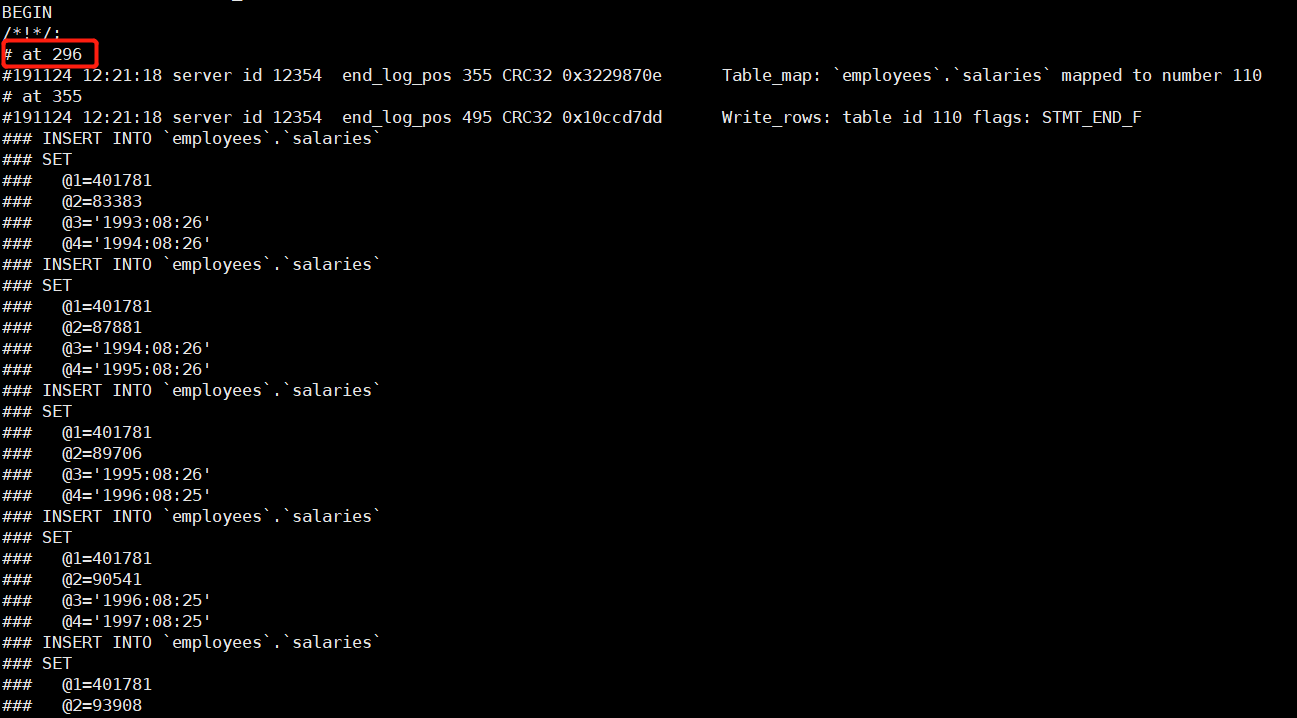 BEGIN
/*!*/;
# at 296
#191124 12:21:18 server id 12354  end_log_pos 355 CRC32 0x3229870e      Table_map: `employees`.`salaries` mapped to number 110
# at 355
#191124 12:21:18 server id 12354  end_log_pos 495 CRC32 0x10ccd7dd      Write_rows: table id 110 flags: STMT_END_F
### INSERT INTO `employees`.`salaries`
### SET
###   @1=401781
###   @2=83383
###   @3='1993:08:26'
###   @4='1994:08:26'
### INSERT INTO `employees`.`salaries`
### SET
###   @1=401781
###   @2=87881
###   @3='1994:08:26'
###   @4='1995:08:26'
### INSERT INTO `employees`.`salaries`
### SET
###   @1=401781
###   @2=89706
###   @3='1995:08:26'
###   @4='1996:08:25'
### INSERT INTO `employees`.`salaries`
### SET
###   @1=401781
###   @2=90541
###   @3='1996:08:25'
###   @4='1997:08:25'
### INSERT INTO `employees`.`salaries`
### SET
###   @1=401781
###   @2=93908